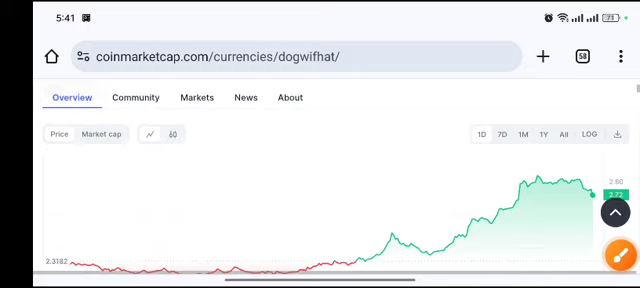 5:41
71
coinmarketcap.com/currencies/dogwifhat/
58
Overview Community Markets News About
Price Market cap 1D 7D 1M 1Y All LOG
2.80
2.72
2.3182